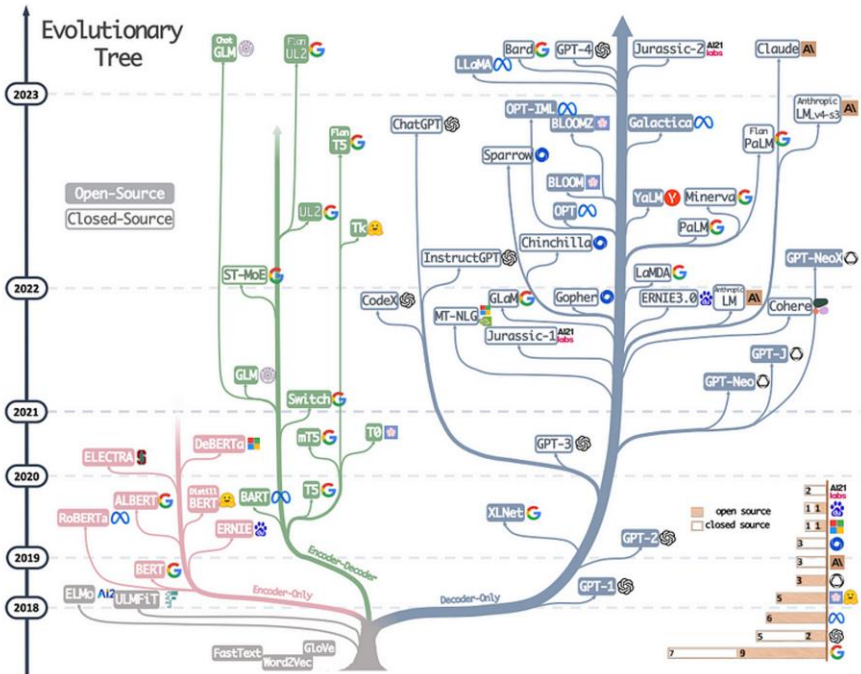 Evolutionary
Tree
2023
2022
2021
2020
2019
2018
Open-Source
Closed-Source
Chat
GLM
Flan
UL2
Bard
GPT-4
Jurassic-2
AI21
labs
Claude
A\
LLaMA
Anthropic
LM_v4-s3
A\
OPT-IML
BLOOMZ
Galactica
ChatGPT
Flan
T5
Flan
PaLM
Sparrow
BLOOM
YaLM
Minerva
OPT
UL2
Tk
PaLM
Chinchilla
InstructGPT
GPT-NeoX
ST-MoE
LaMDA
CodeX
GLaM
Gopher
ERNIE3.0
Anthropic
LM
A\
Cohere
MT-NLG
Jurassic-1
AI21
labs
GPT-J
GLM
GPT-Neo
Switch
DeBERTa
mT5
T0
GPT-3
ELECTRA
Distill
BERT
BART
T5
ALBERT
RoBERTa
XLNet
ERNIE
GPT-2
BERT
Encoder-Decoder
Encoder-Only
Decoder-Only
GPT-1
ELMo
Ai2
ULMFiT
FastText
Word2Vec
GloVe
open source
closed source
2
AI21
labs
1 1
1 1
3
3
A\
3
5
6
5 2
7 9